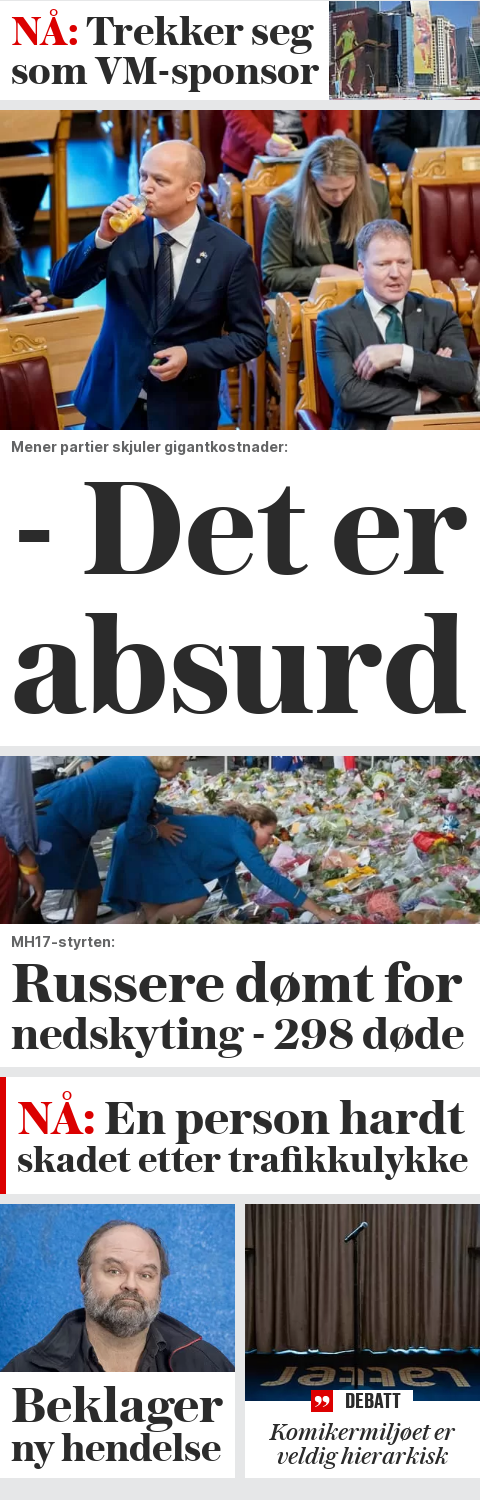 NÅ: Trekker seg
som VM-sponsor
Mener partier skjuler gigantkostnader:
- Det er
absurd
MH17-styrten:
Russere dømt for
nedskyting - 298 døde
NÅ: En person hardt
skadet etter trafikkulykke
Beklager
ny hendelse
latter
DEBATT
Komikermiljøet er
veldig hierarkisk